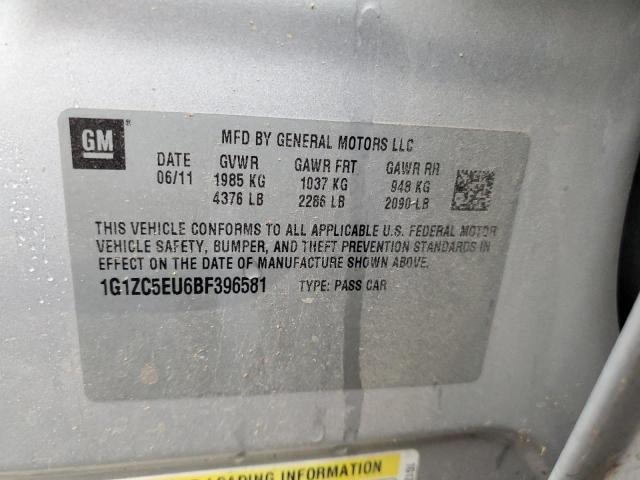 GM
MFD BY GENERAL MOTORS LLC
DATE GVWR GAWR FRT GAWR RR
06/11 1985 KG 1037 KG 948 KG
4376 LB 2286 LB 2090 LB
THIS VEHICLE CONFORMS TO ALL APPLICABLE U.S. FEDERAL MOTOR
VEHICLE SAFETY, BUMPER, AND THEFT PREVENTION STANDARDS IN
EFFECT ON THE DATE OF MANUFACTURE SHOWN ABOVE.
1G1ZC5EU6BF396581 TYPE: PASS CAR
LOADING INFORMATION